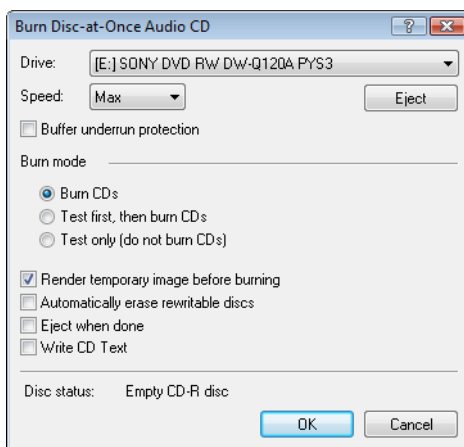 Burn Disc-at-Once Audio CD
Drive: [E:] SONY DVD RW DW-Q120A PYS3
Speed: Max Eject
Buffer underrun protection
Burn mode
Burn CDs
Test first, then burn CDs
Test only (do not burn CDs)
Render temporary image before burning
Automatically erase rewritable discs
Eject when done
Write CD Text
Disc status: Empty CD-R disc
OK Cancel